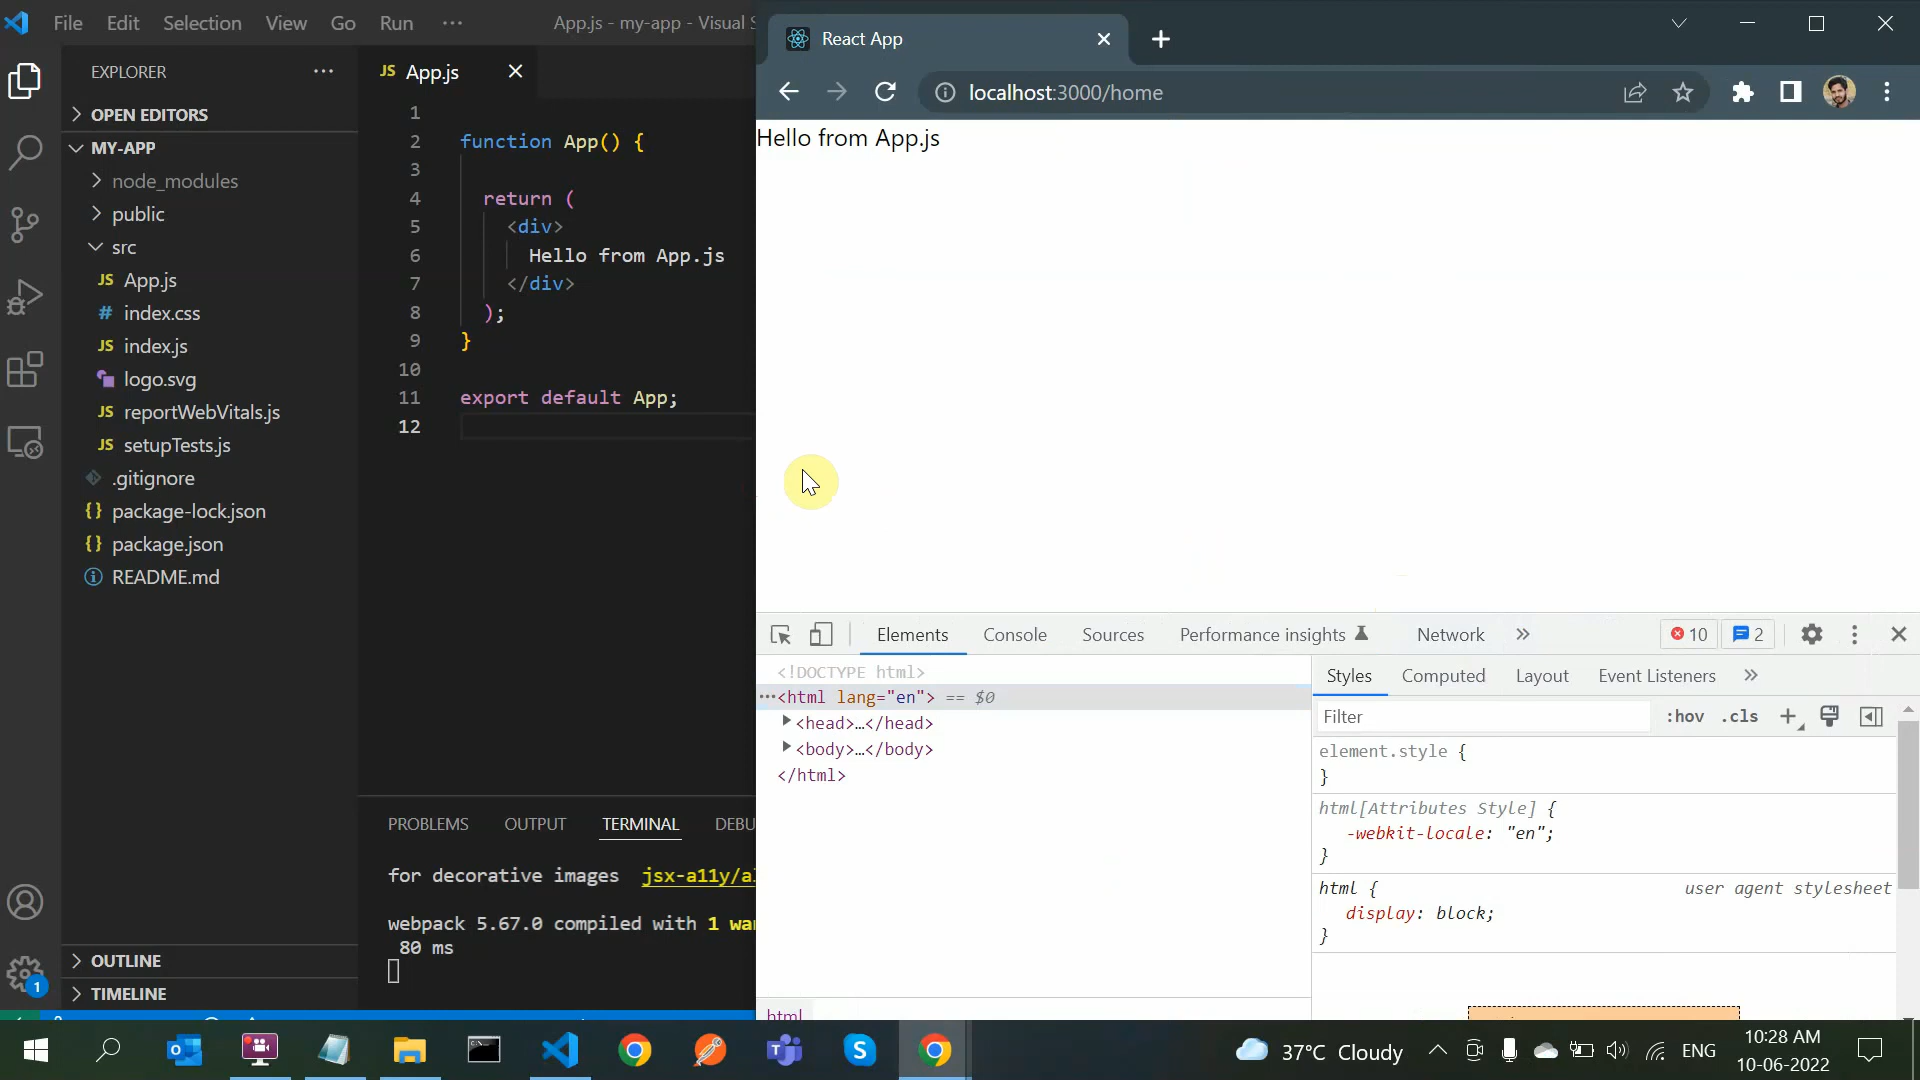 File Edit Selection View Go Run ··· App.js - my-app - Visual S
EXPLORER ···
OPEN EDITORS
MY-APP
node_modules
public
src
JS App.js
# index.css
JS index.js
logo.svg
JS reportWebVitals.js
JS setupTests.js
.gitignore
{} package-lock.json
{} package.json
README.md
OUTLINE
TIMELINE
1
JS App.js
1
2 function App() {
3
4 return (
5 <div>
6 Hello from App.js
7 </div>
8 );
9 }
10
11 export default App;
12
PROBLEMS OUTPUT TERMINAL DEBU
for decorative images jsx-a11y/al
webpack 5.67.0 compiled with 1 wa
80 ms
React App
localhost:3000/home
Hello from App.js
Elements Console Sources Performance insights Network » 10 2
<!DOCTYPE html>
···<html lang="en"> == $0
<head>…</head>
<body>…</body>
</html>
html
Styles Computed Layout Event Listeners »
Filter :hov .cls +
element.style {
}
html[Attributes Style] {
-webkit-locale: "en";
}
html { user agent stylesheet
display: block;
}
37°C Cloudy ENG 10:28 AM
10-06-2022